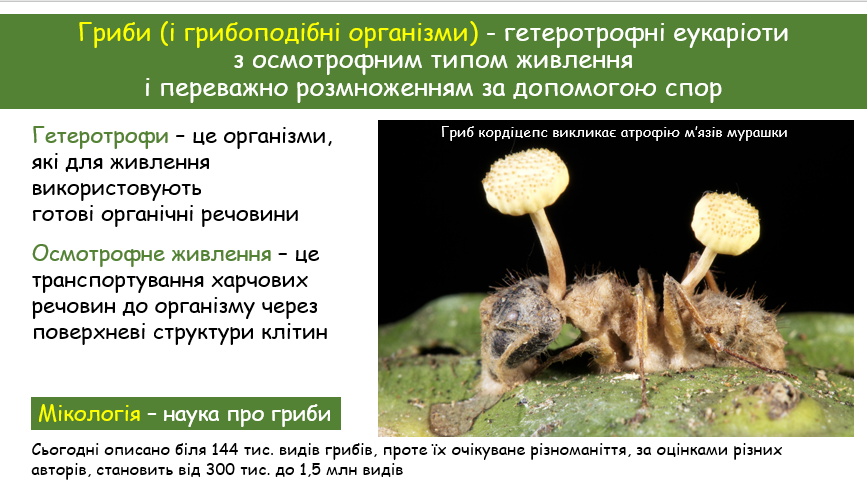 Гриби (і грибоподібні організми) - гетеротрофні еукаріоти
з осмотрофним типом живлення
і переважно розмноженням за допомогою спор
Гетеротрофи – це організми,
які для живлення
використовують
готові органічні речовини
Осмотрофне живлення – це
транспортування харчових
речовин до організму через
поверхневі структури клітин
Гриб кордіцепс викликає атрофію м’язів мурашки
Мікологія – наука про гриби
Сьогодні описано біля 144 тис. видів грибів, проте їх очікуване різноманіття, за оцінками різних
авторів, становить від 300 тис. до 1,5 млн видів